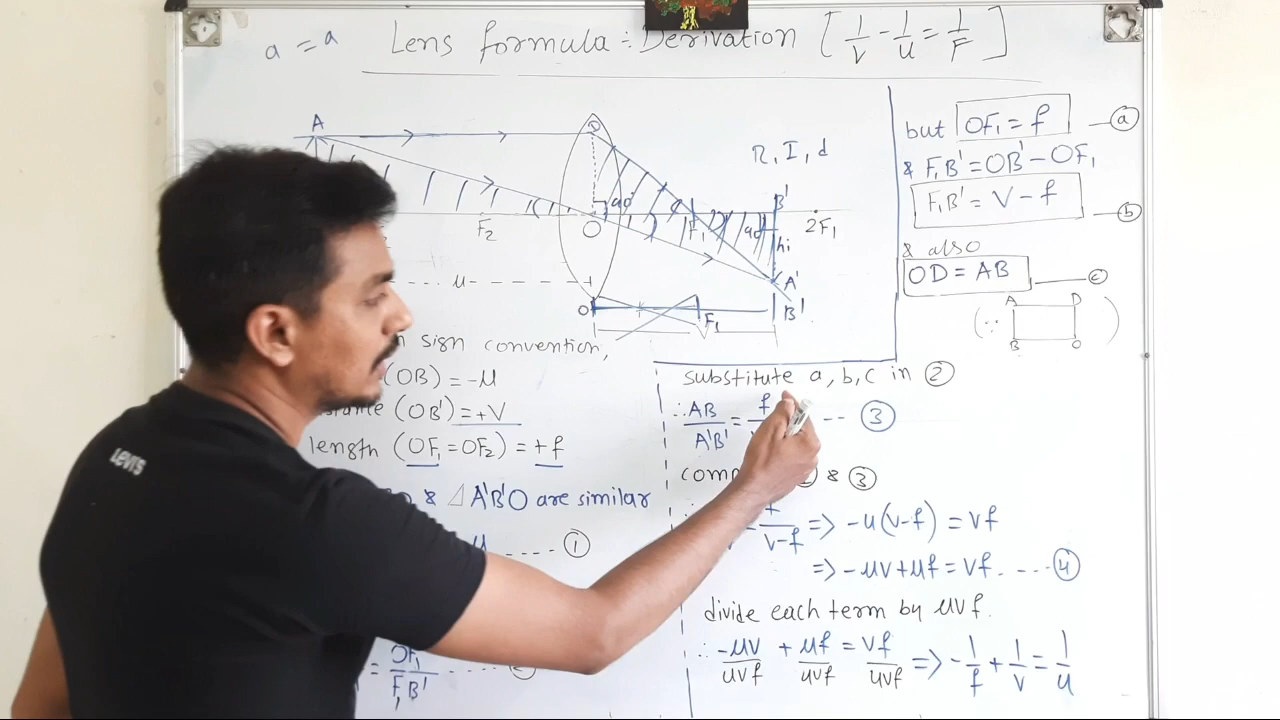 a = a
Lens formula÷ Derivation [1/v - 1/u = 1/F]
A
D
R, I, d
90°
B'
F₂
O
F₁
90
hi
2F₁
u
A'
O
F₁
B'
V
sign convention,
(OB) = -u
(OB') = +V
length (OF₁ = OF₂) = +f
& △ A'B'O are similar
u ---- ①
= OF₁/F₁B'
but OF₁ = f — ⓐ
& F₁B' = OB' - OF₁
F₁B' = V - f — ⓑ
& also
OD = AB — ⓒ
(∵ A D B O)
substitute a, b, c in ②
∴ AB/A'B' = f -- ③
& ③
v-f => -u(v-f) = vf
=> -uv+uf = vf. ---- ④
divide each term by uvf.
∴ -uv/uvf + uf/uvf = vf/uvf => -1/f + 1/v = 1/u
Levi's